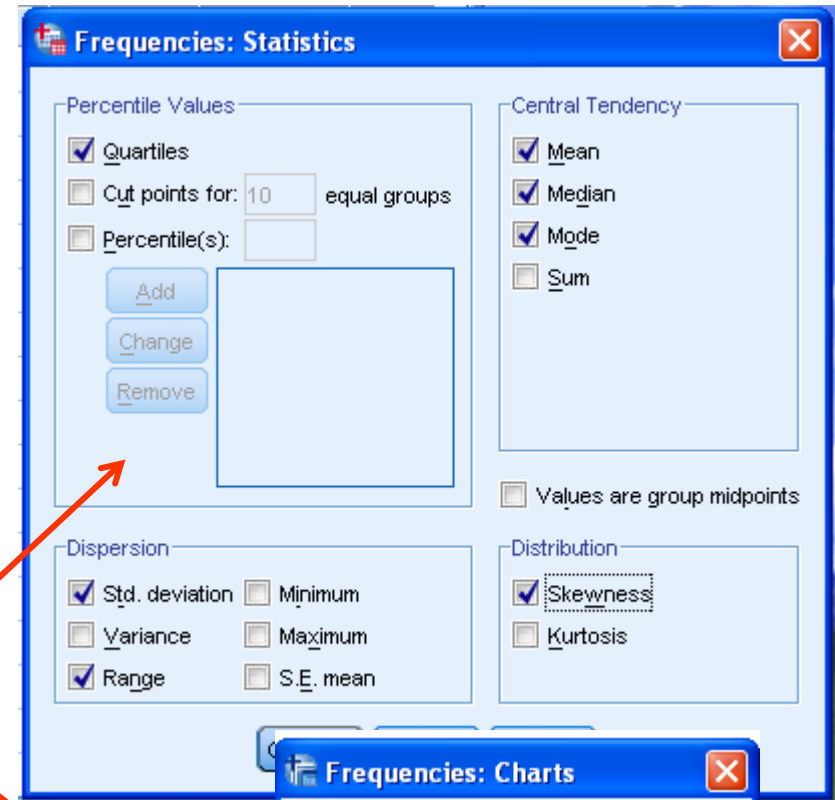 Frequencies: Statistics
Percentile Values
Quartiles
Cut points for: 10 equal groups
Percentile(s):
Add
Change
Remove
Central Tendency
Mean
Median
Mode
Sum
Values are group midpoints
Dispersion
Std. deviation
Minimum
Variance
Maximum
Range
S.E. mean
Distribution
Skewness
Kurtosis
Frequencies: Charts